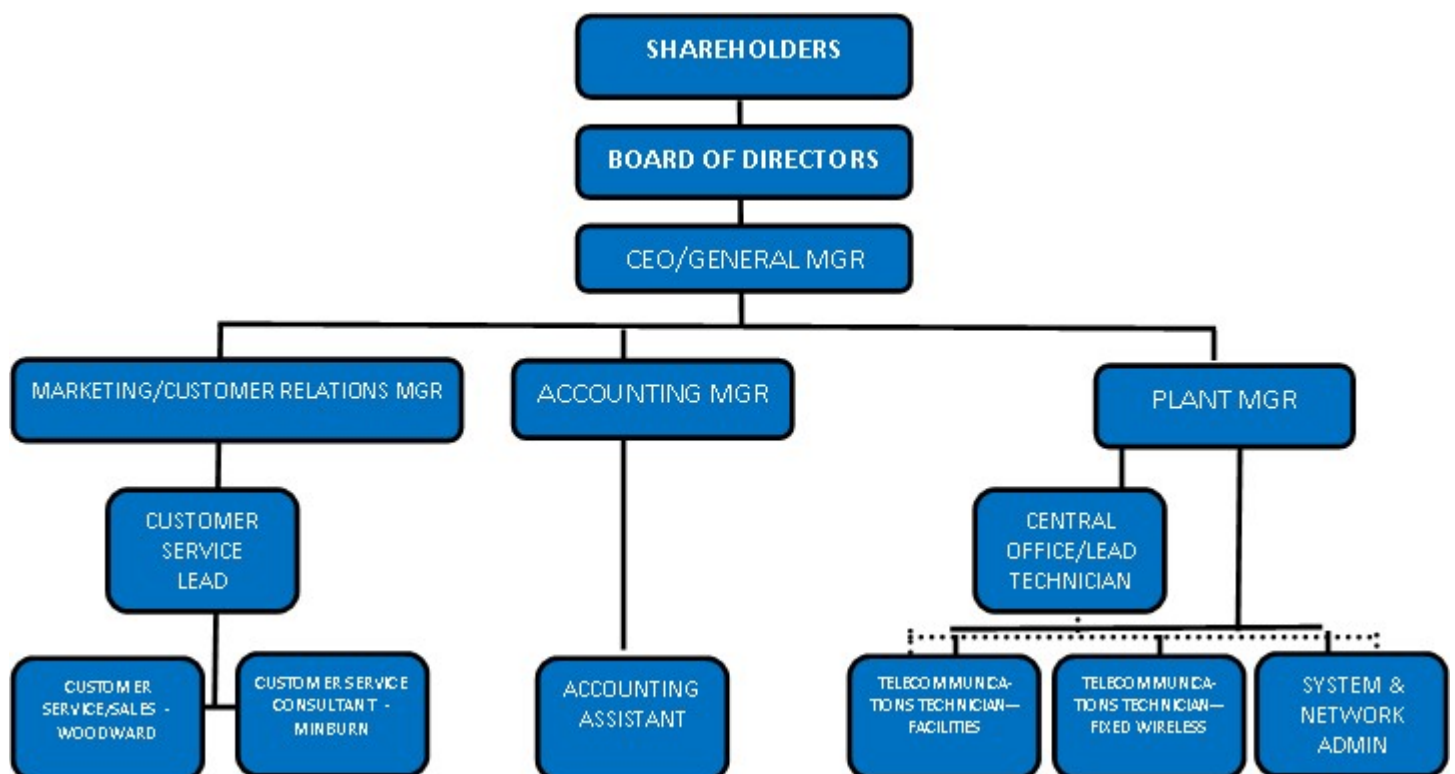 SHAREHOLDERS
BOARD OF DIRECTORS
CEO/GENERAL MGR
MARKETING/CUSTOMER RELATIONS MGR
ACCOUNTING MGR
PLANT MGR
CUSTOMER
SERVICE
LEAD
CENTRAL
OFFICE/LEAD
TECHNICIAN
CUSTOMER
SERVICE/SALES -
WOODWARD
CUSTOMER SERVICE
CONSULTANT -
MINBURN
ACCOUNTING
ASSISTANT
TELECOMMUNICA-
TIONS TECHNICIAN—
FACILITIES
TELECOMMUNICA-
TIONS TECHNICIAN—
FIXED WIRELESS
SYSTEM &
NETWORK
ADMIN